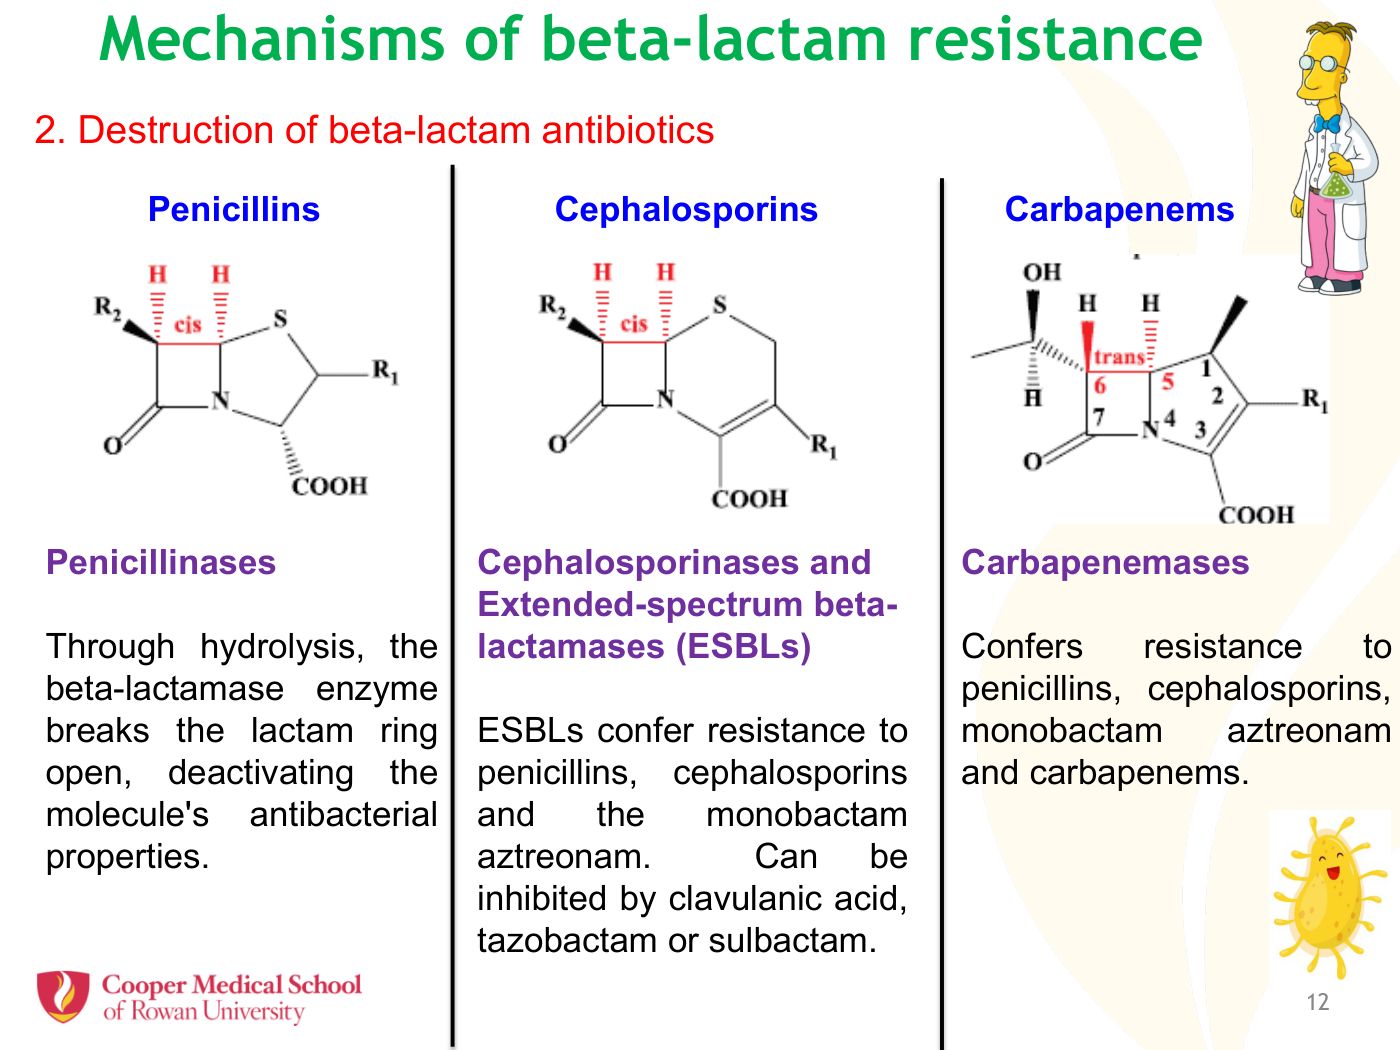 Mechanisms of beta-lactam resistance
2. Destruction of beta-lactam antibiotics
Penicillins
H H
R2
cis
S
R1
N
O
COOH
Penicillinases
Through hydrolysis, the
beta-lactamase enzyme
breaks the lactam ring
open, deactivating the
molecule's antibacterial
properties.
Cephalosporins
H H
R2
cis
S
N
O
R1
COOH
Cephalosporinases and
Extended-spectrum beta-
lactamases (ESBLs)
ESBLs confer resistance to
penicillins, cephalosporins
and the monobactam
aztreonam. Can be
inhibited by clavulanic acid,
tazobactam or sulbactam.
Carbapenems
OH
H H
trans
1
6 5
2
R1
H
7
N 4 3
O
COOH
Carbapenemases
Confers resistance to
penicillins, cephalosporins,
monobactam aztreonam
and carbapenems.
Cooper Medical School
of Rowan University
12